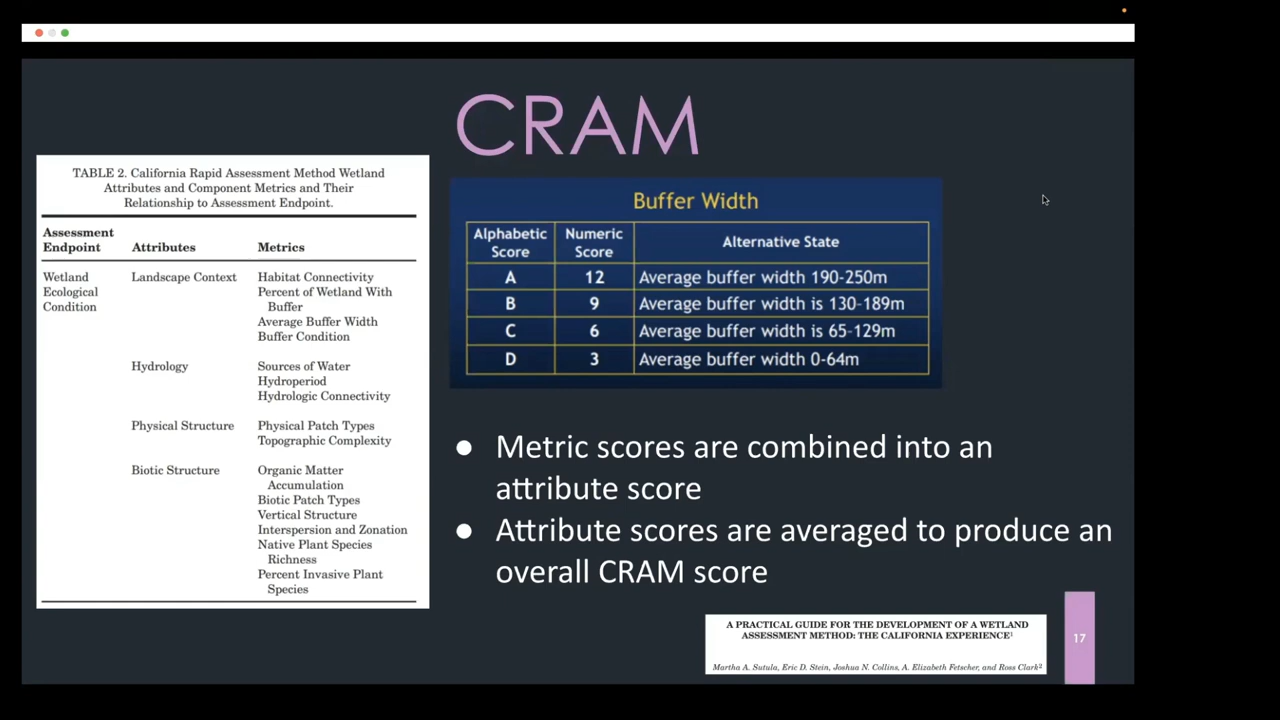 CRAM
TABLE 2. California Rapid Assessment Method Wetland
Attributes and Component Metrics and Their
Relationship to Assessment Endpoint.
Assessment
Endpoint Attributes Metrics
Wetland Landscape Context Habitat Connectivity
Ecological Percent of Wetland With
Condition Buffer
Average Buffer Width
Buffer Condition
Hydrology Sources of Water
Hydroperiod
Hydrologic Connectivity
Physical Structure Physical Patch Types
Topographic Complexity
Biotic Structure Organic Matter
Accumulation
Biotic Patch Types
Vertical Structure
Interspersion and Zonation
Native Plant Species
Richness
Percent Invasive Plant
Species
Buffer Width
Alphabetic Numeric Alternative State
Score Score
A 12 Average buffer width 190-250m
B 9 Average buffer width is 130-189m
C 6 Average buffer width is 65-129m
D 3 Average buffer width 0-64m
● Metric scores are combined into an
attribute score
● Attribute scores are averaged to produce an
overall CRAM score
A PRACTICAL GUIDE FOR THE DEVELOPMENT OF A WETLAND
ASSESSMENT METHOD: THE CALIFORNIA EXPERIENCE¹
Martha A. Sutula, Eric D. Stein, Joshua N. Collins, A. Elizabeth Fetscher, and Ross Clark²
17